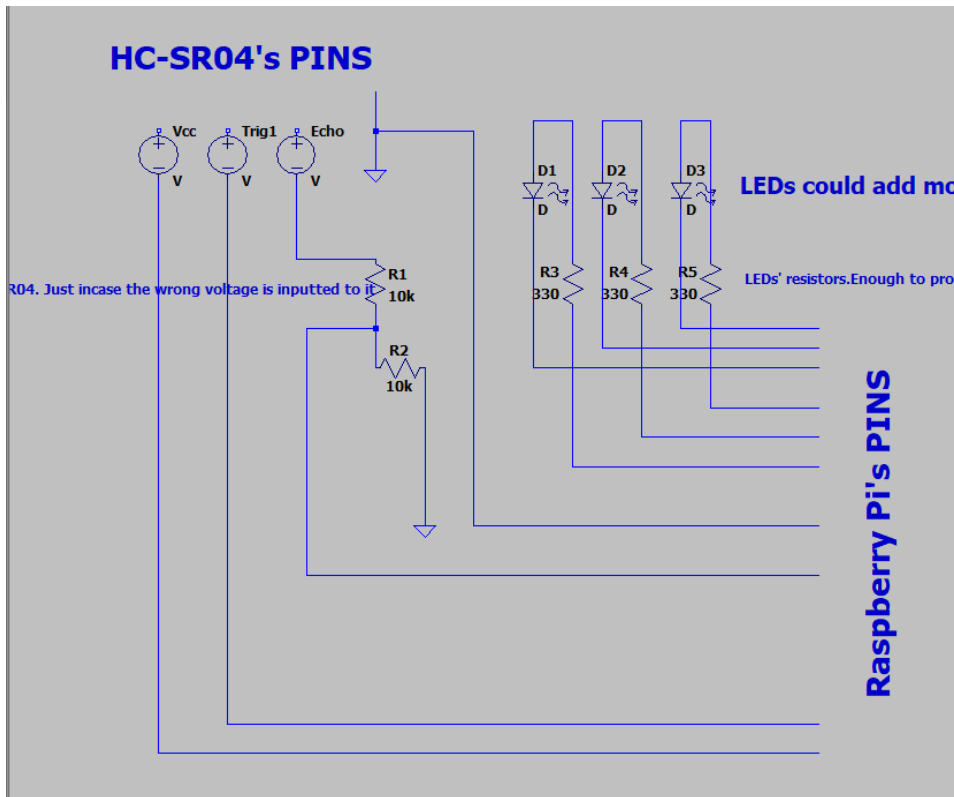 HC-SR04's PINS
Vcc
Trig1
Echo
V
V
V
D1
D2
D3
D
D
D
LEDs could add mo
R1
10k
R04. Just incase the wrong voltage is inputted to it
R3
330
R4
330
R5
330
LEDs' resistors.Enough to pro
R2
10k
Raspberry Pi's PINS